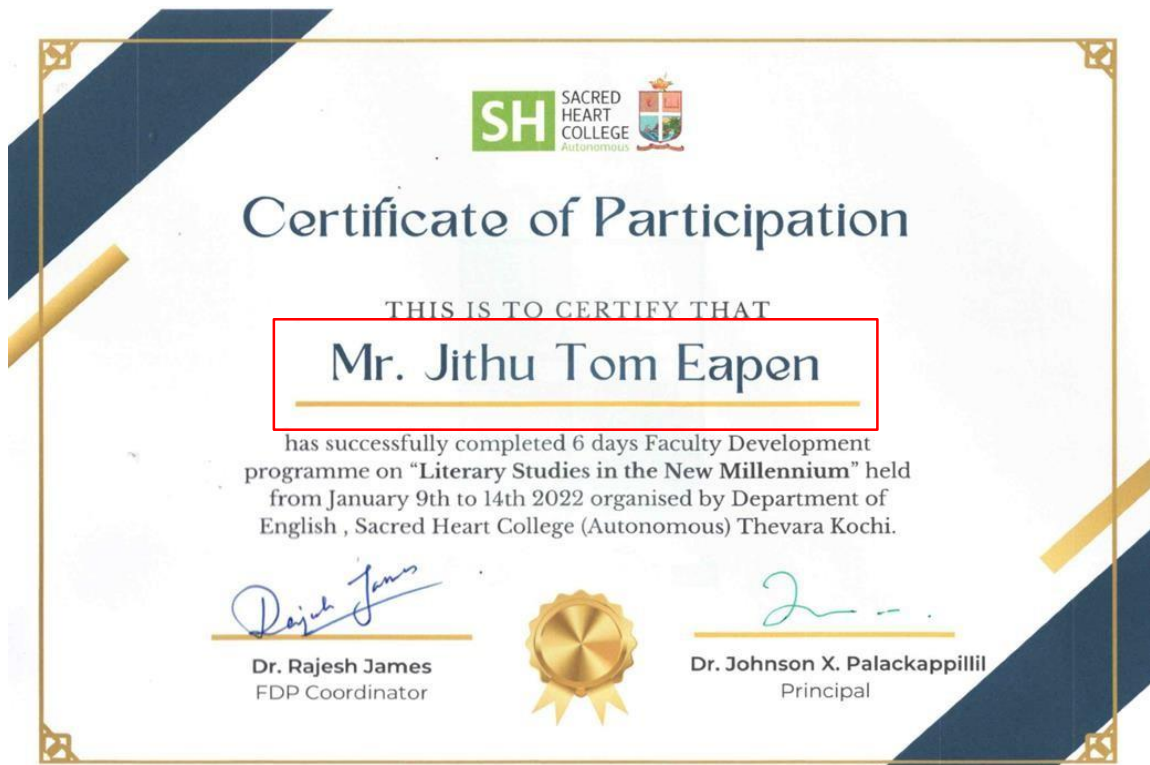 SH
SACRED
HEART
COLLEGE
Autonomous
Certificate of Participation
THIS IS TO CERTIFY THAT
Mr. Jithu Tom Eapen
has successfully completed 6 days Faculty Development
programme on “Literary Studies in the New Millennium” held
from January 9th to 14th 2022 organised by Department of
English , Sacred Heart College (Autonomous) Thevara Kochi.
Rajesh James
Dr. Rajesh James
FDP Coordinator
Dr. Johnson X. Palackappillil
Principal